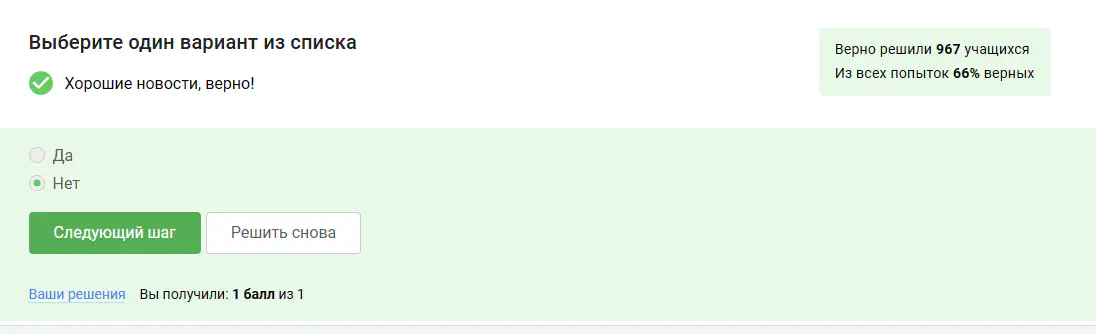 Выберите один вариант из списка
Верно решили 967 учащихся
Из всех попыток 66% верных
Хорошие новости, верно!
Да
Нет
Следующий шаг
Решить снова
Ваши решения Вы получили: 1 балл из 1